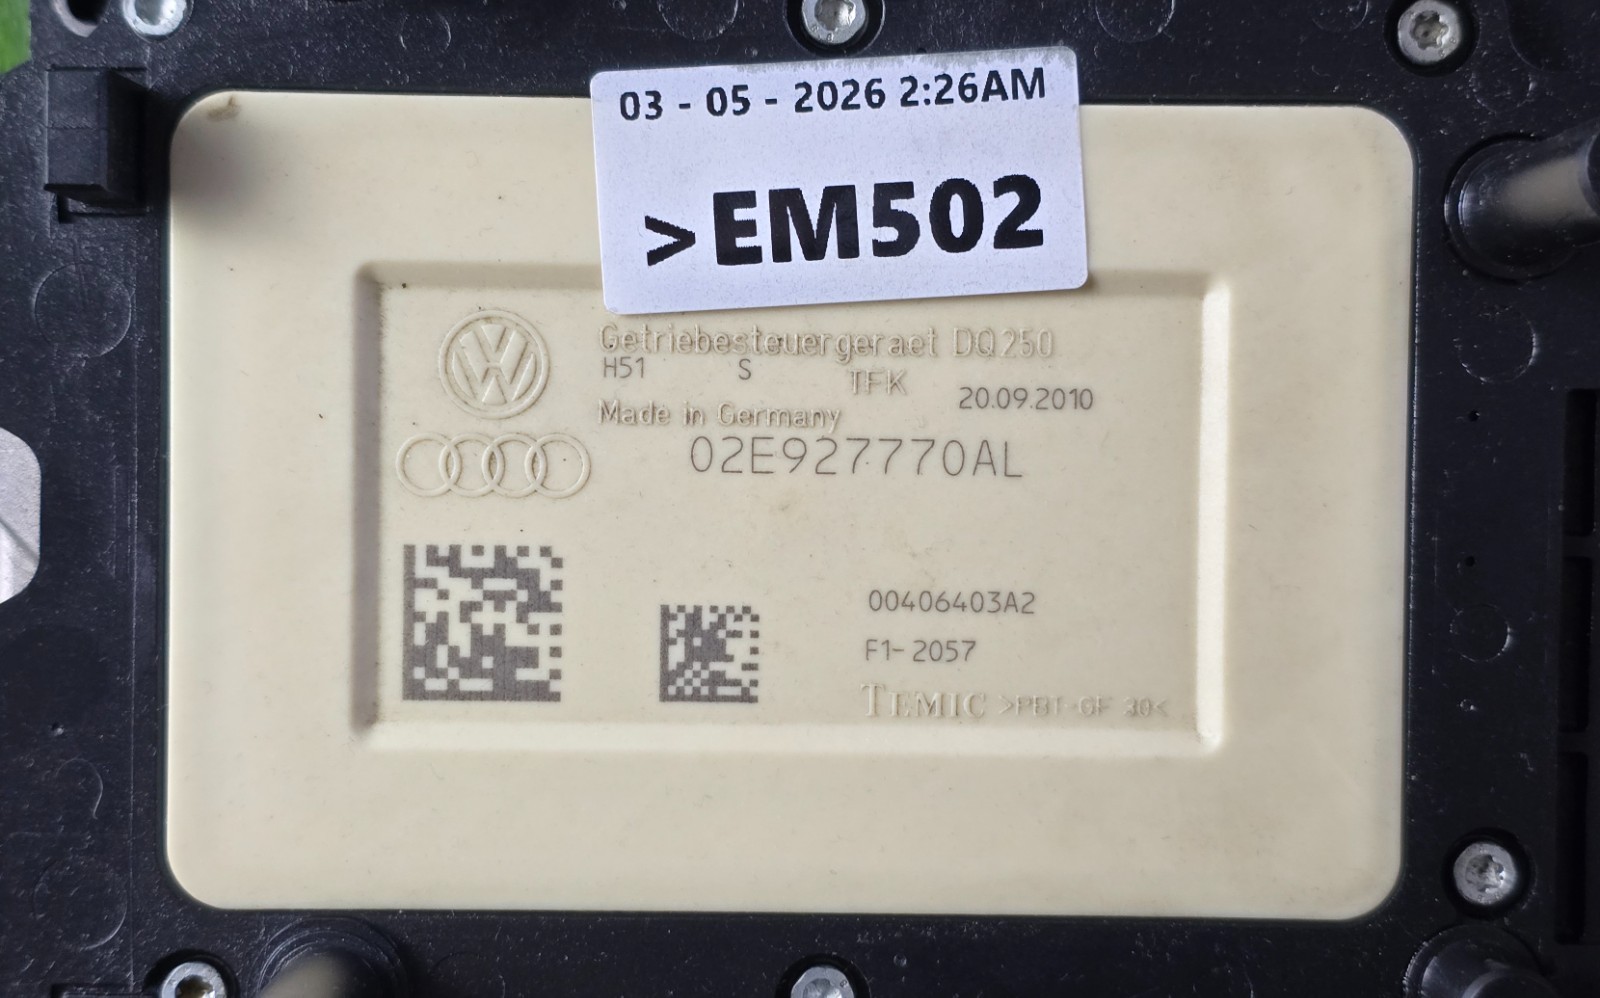 03 - 05 - 2026 2:26AM
>EM502
Getriebesteuergeraet DQ250
H51 S TFK 20.09.2010
Made in Germany
02E927770AL
00406403A2
F1-2057
TEMIC >PBT-GF 30<